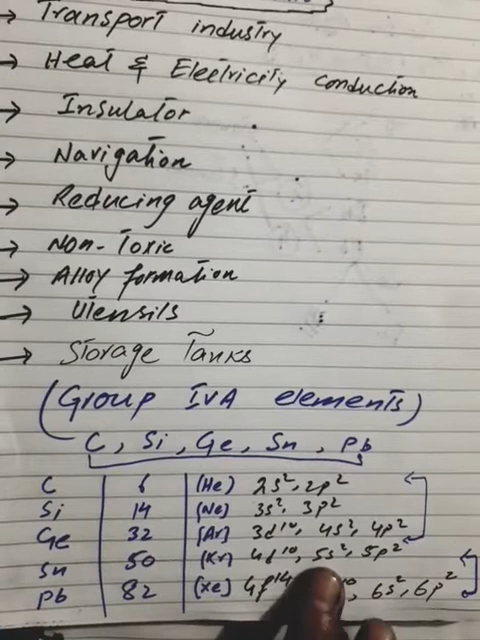 → Transport industry
→ Heat & Electricity conduction
→ Insulator
→ Navigation
→ Reducing agent
→ Non-Toxic
→ Alloy formation
→ Utensils
→ Storage Tanks
(Group IVA elements)
C, Si, Ge, Sn, Pb
C 6 [He] 2s², 2p²
Si 14 [Ne] 3s², 3p²
Ge 32 [Ar] 3d¹⁰, 4s², 4p²
Sn 50 [Kr] 4d¹⁰, 5s², 5p²
Pb 82 [Xe] 4f¹⁴ , 6s², 6p²